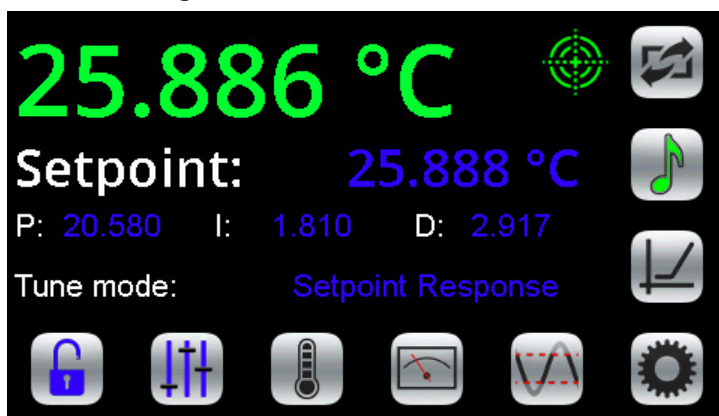 25.886 °C
Setpoint: 25.888 °C
P: 20.580 I: 1.810 D: 2.917
Tune mode: Setpoint Response